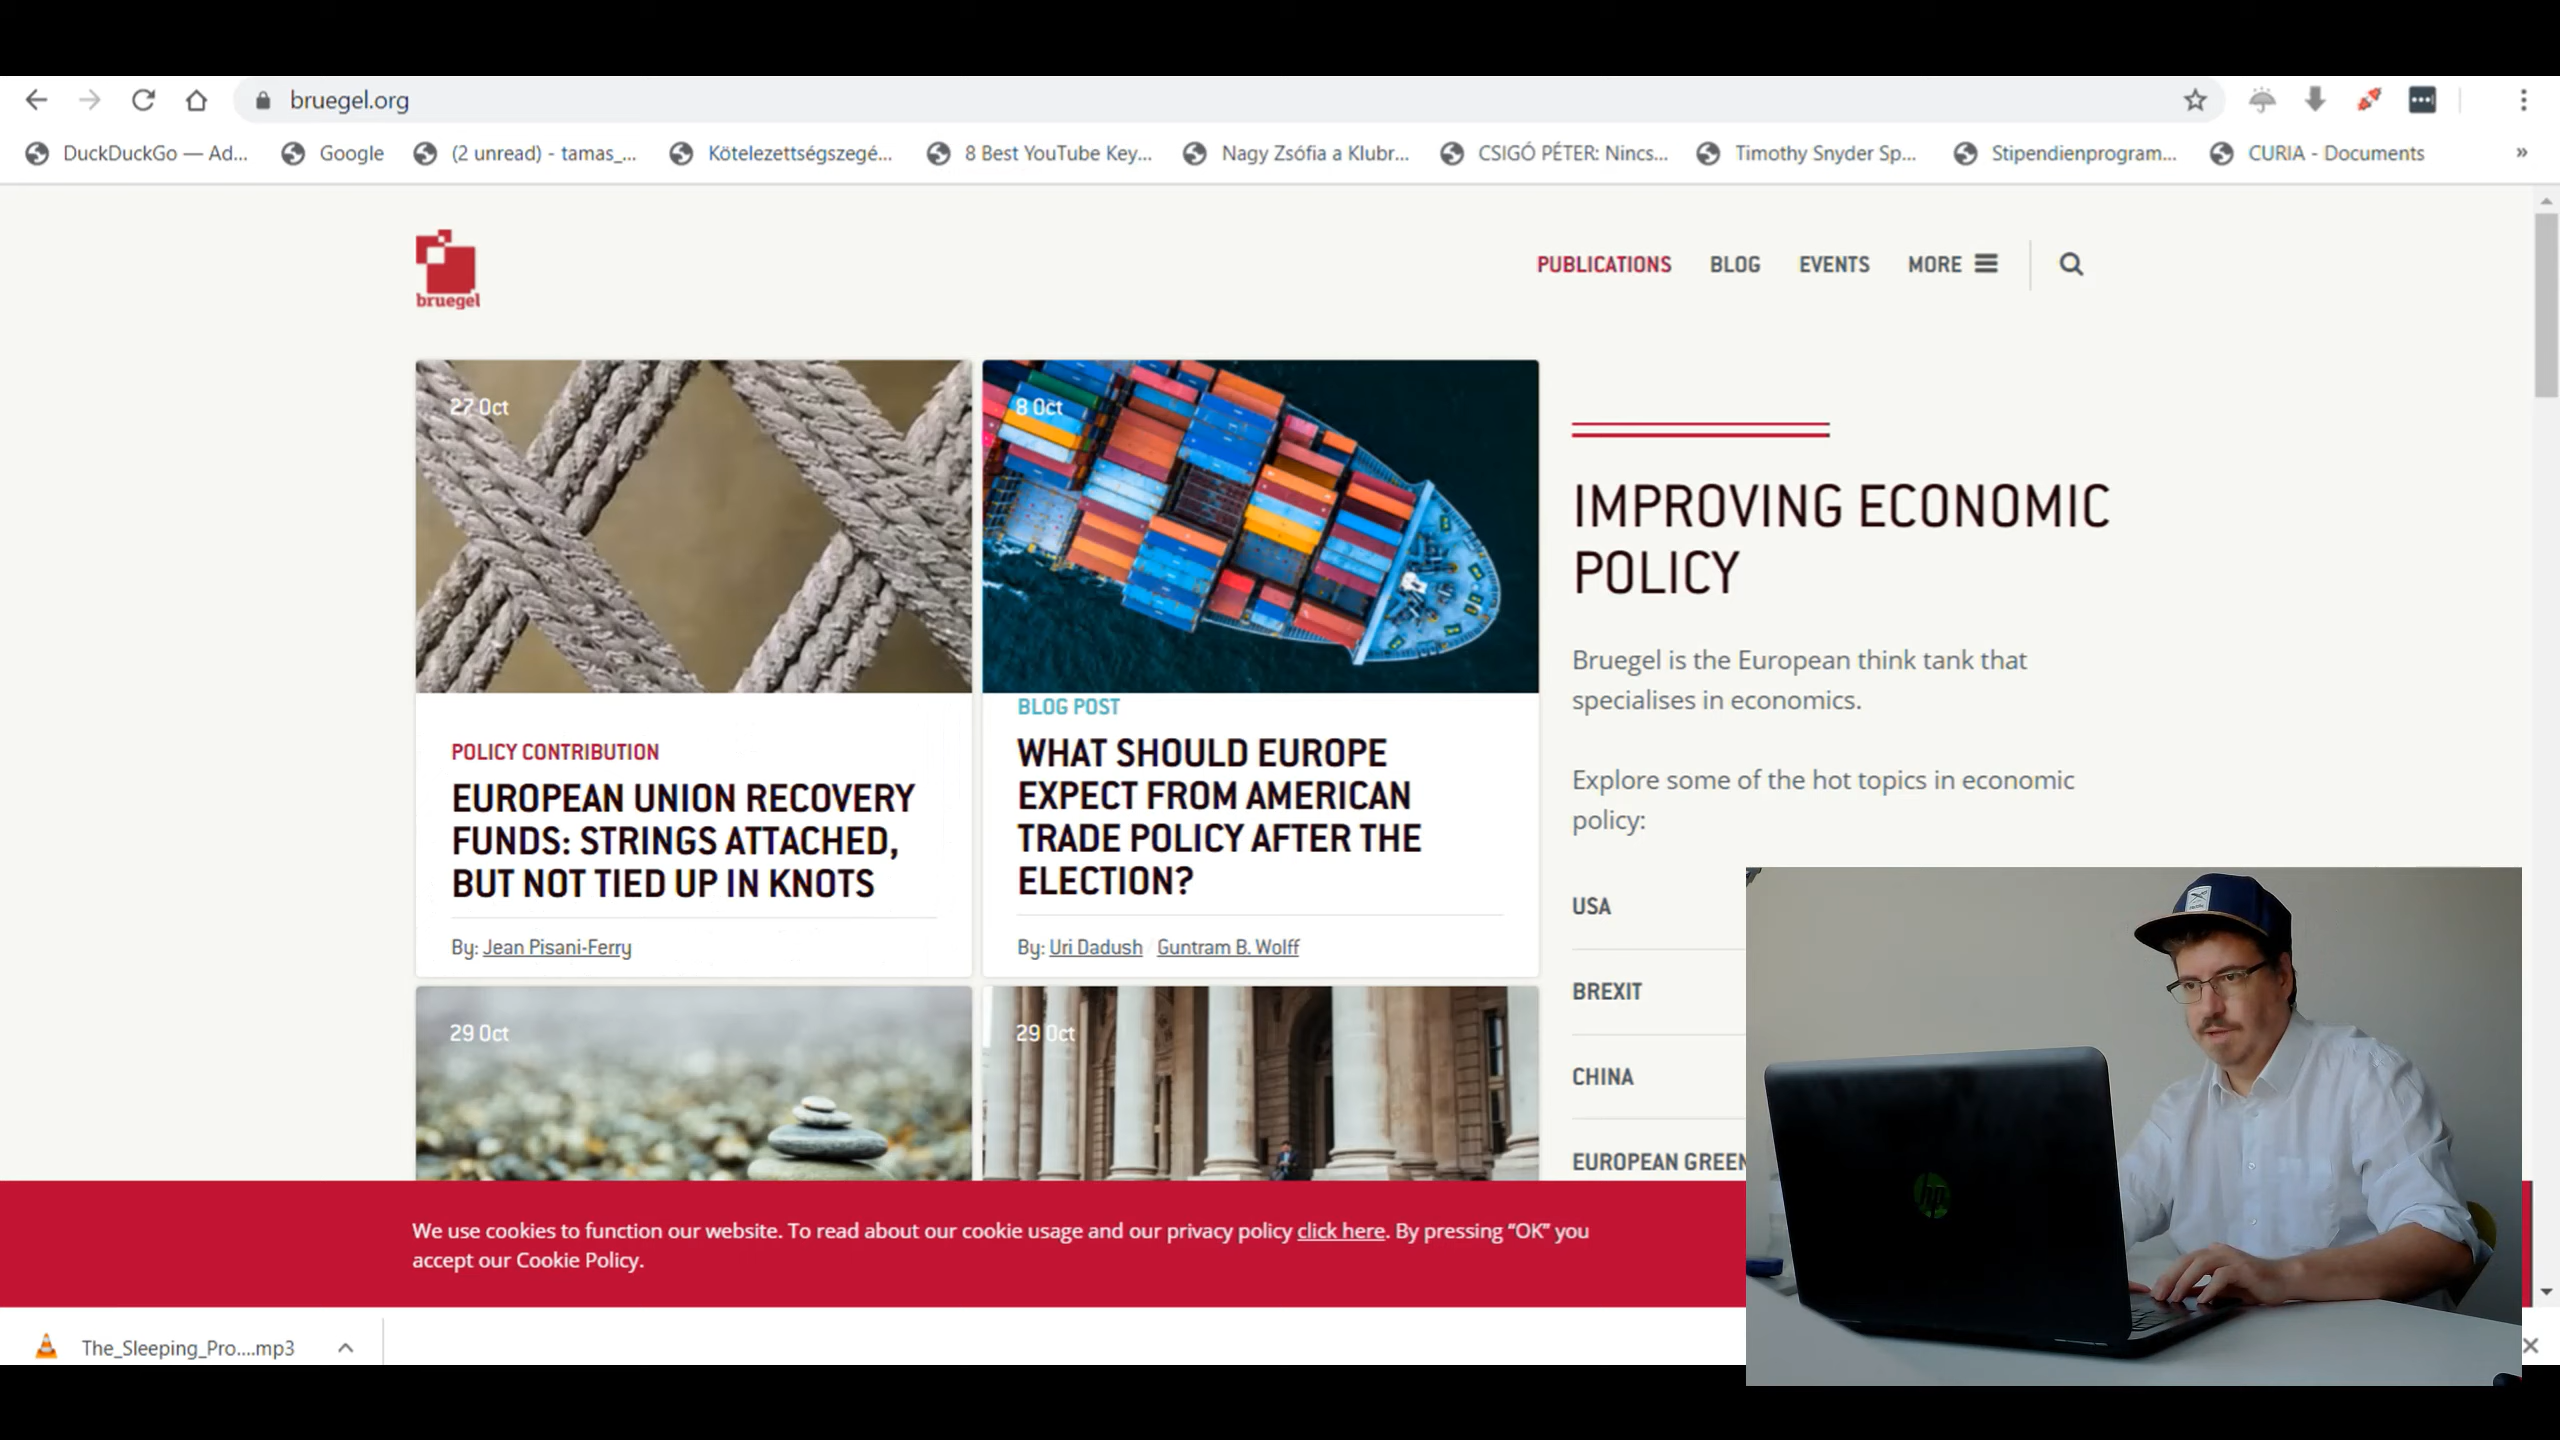 bruegel.org
DuckDuckGo — Ad...
Google
(2 unread) - tamas_...
Kötelezettségszegé...
8 Best YouTube Key...
Nagy Zsófia a Klubr...
CSIGÓ PÉTER: Nincs...
Timothy Snyder Sp...
Stipendienprogram...
CURIA - Documents
»
bruegel
PUBLICATIONS
BLOG
EVENTS
MORE
27 Oct
POLICY CONTRIBUTION
EUROPEAN UNION RECOVERY
FUNDS: STRINGS ATTACHED,
BUT NOT TIED UP IN KNOTS
By: Jean Pisani-Ferry
8 Oct
BLOG POST
WHAT SHOULD EUROPE
EXPECT FROM AMERICAN
TRADE POLICY AFTER THE
ELECTION?
By: Uri Dadush Guntram B. Wolff
IMPROVING ECONOMIC
POLICY
Bruegel is the European think tank that
specialises in economics.
Explore some of the hot topics in economic
policy:
USA
BREXIT
CHINA
EUROPEAN GREEN
29 Oct
29 Oct
We use cookies to function our website. To read about our cookie usage and our privacy policy click here. By pressing “OK” you
accept our Cookie Policy.
The_Sleeping_Pro....mp3
hp